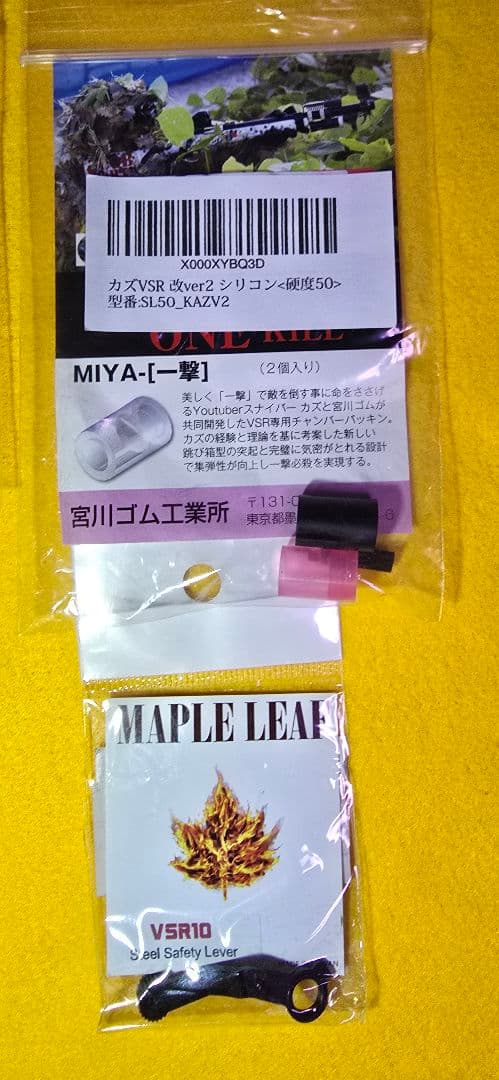 X000XYBQ3D
カズVSR 改ver2 シリコン<硬度50>
型番:SL50_KAZV2
ONE KILL
MIYA-[一撃] (2個入り)
美しく「一撃」で敵を倒す事に命をささげ
るYoutuberスナイパー カズと宮川ゴムが
共同開発したVSR専用チャンバーパッキン。
カズの経験と理論を基に考案した新しい
跳び箱型の突起と完璧に気密がとれる設計
で集弾性が向上し一撃必殺を実現する。
宮川ゴム工業所
〒131-0
東京都墨
MAPLE LEAF
VSR10
Steel Safety Lever